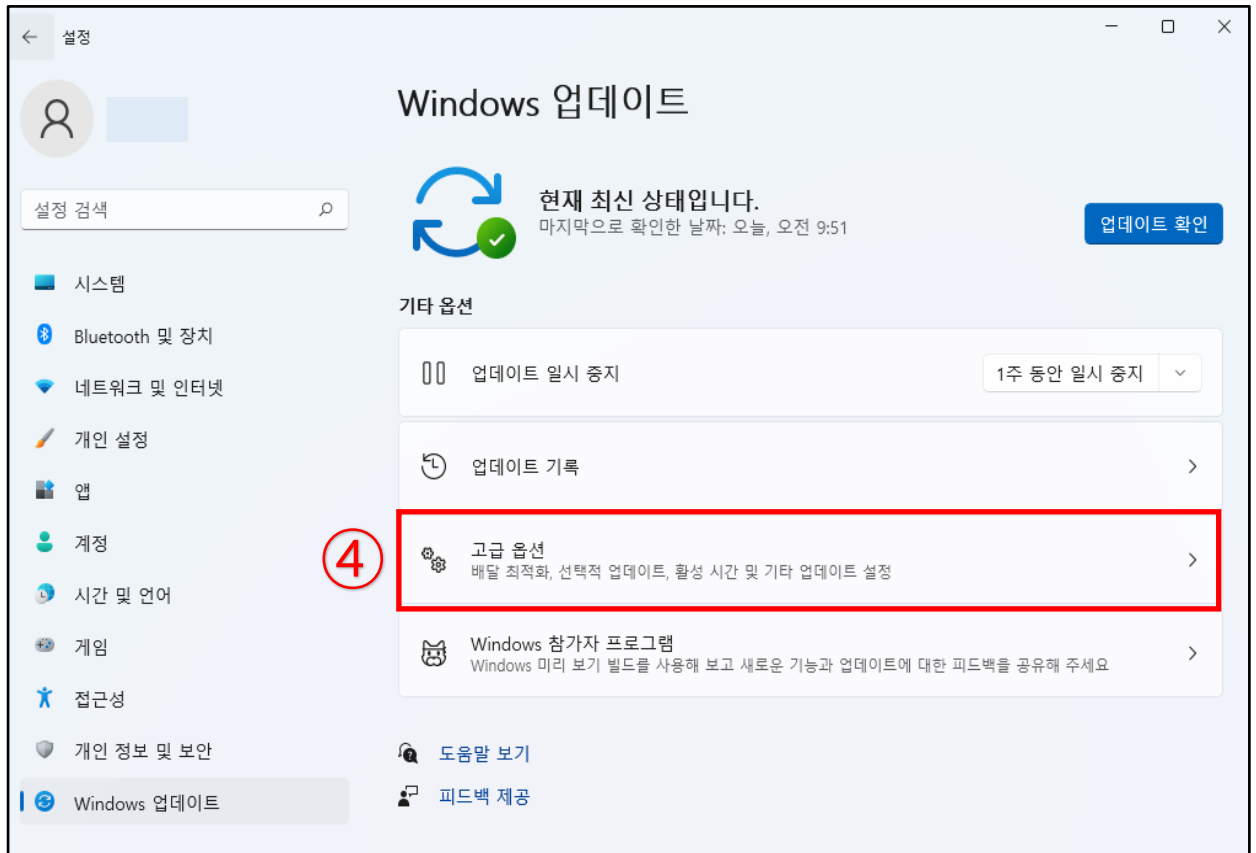 설정
설정 검색
시스템
Bluetooth 및 장치
네트워크 및 인터넷
개인 설정
앱
계정
시간 및 언어
게임
접근성
개인 정보 및 보안
Windows 업데이트
Windows 업데이트
현재 최신 상태입니다.
마지막으로 확인한 날짜: 오늘, 오전 9:51
업데이트 확인
기타 옵션
업데이트 일시 중지
1주 동안 일시 중지
업데이트 기록
④
고급 옵션
배달 최적화, 선택적 업데이트, 활성 시간 및 기타 업데이트 설정
Windows 참가자 프로그램
Windows 미리 보기 빌드를 사용해 보고 새로운 기능과 업데이트에 대한 피드백을 공유해 주세요
도움말 보기
피드백 제공